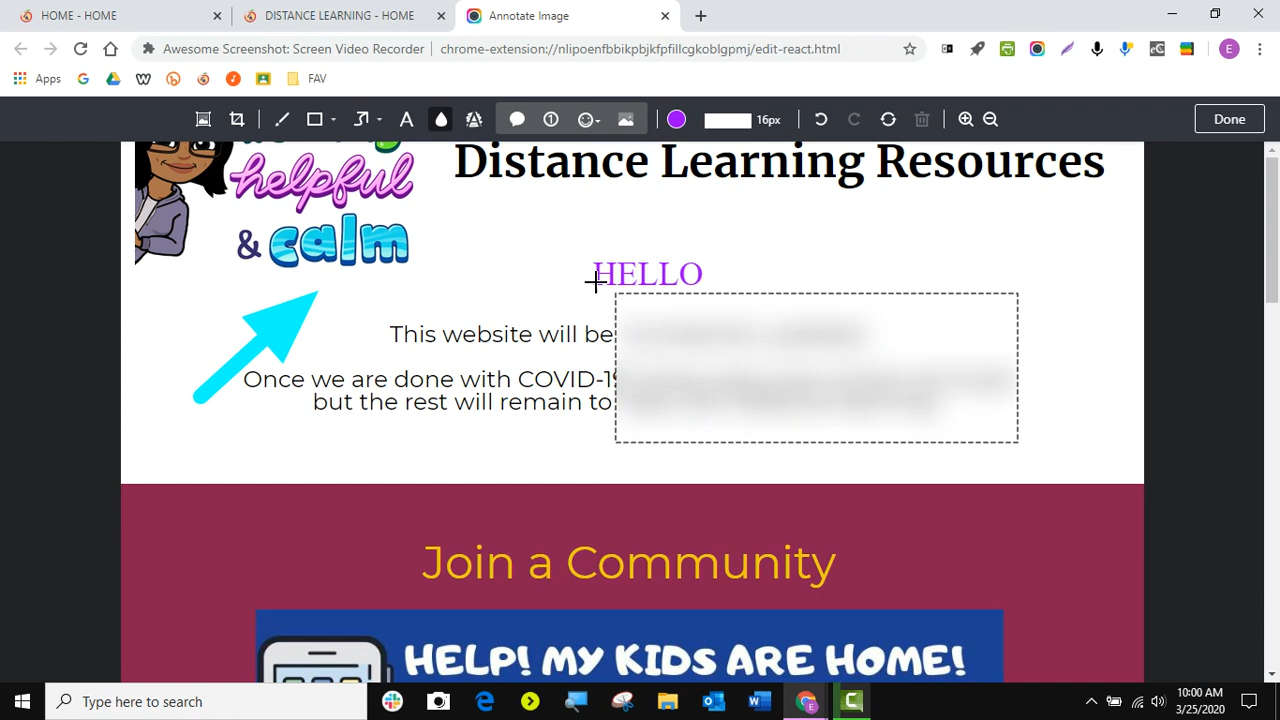 HOME - HOME
DISTANCE LEARNING - HOME
Annotate Image
Awesome Screenshot: Screen Video Recorder
chrome-extension://nlipoenfbbikpbjkfpfillcgkoblgpmj/edit-react.html
E
Apps
FAV
16px
Done
helpful
& calm
Distance Learning Resources
HELLO
This website will be
Once we are done with COVID-19
but the rest will remain to
Join a Community
HELP! MY KIDS ARE HOME!
Type here to search
10:00 AM
3/25/2020